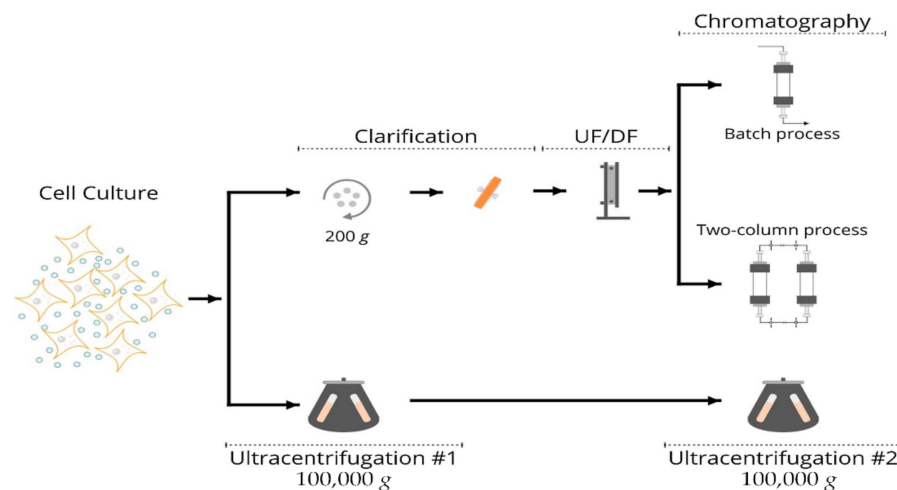 Chromatography
Batch process
Clarification
UF/DF
Cell Culture
200 g
Two-column process
Ultracentrifugation #1
100,000 g
Ultracentrifugation #2
100,000 g